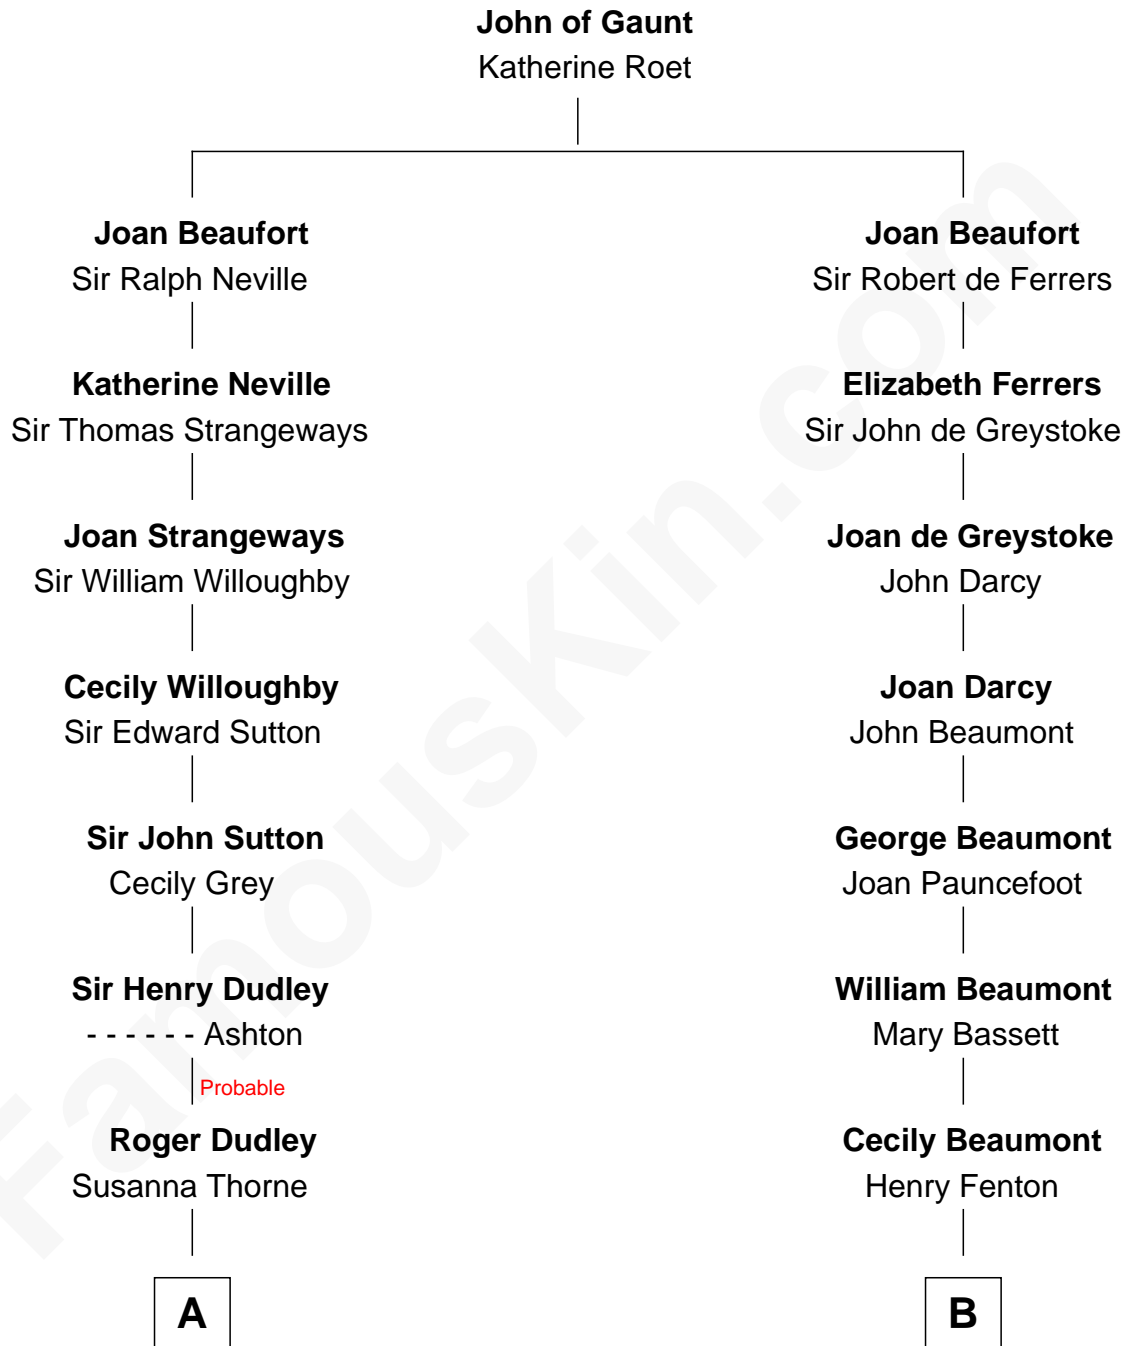 John of Gaunt
Katherine Roet
Joan Beaufort
Sir Ralph Neville
Katherine Neville
Sir Thomas Strangeways
Joan Strangeways
Sir William Willoughby
Cecily Willoughby
Sir Edward Sutton
Sir John Sutton
Cecily Grey
Sir Henry Dudley
- - - - - - Ashton
Probable
Roger Dudley
Susanna Thorne
A
Joan Beaufort
Sir Robert de Ferrers
Elizabeth Ferrers
Sir John de Greystoke
Joan de Greystoke
John Darcy
Joan Darcy
John Beaumont
George Beaumont
Joan Pauncefoot
William Beaumont
Mary Bassett
Cecily Beaumont
Henry Fenton
B
FamousKin.com